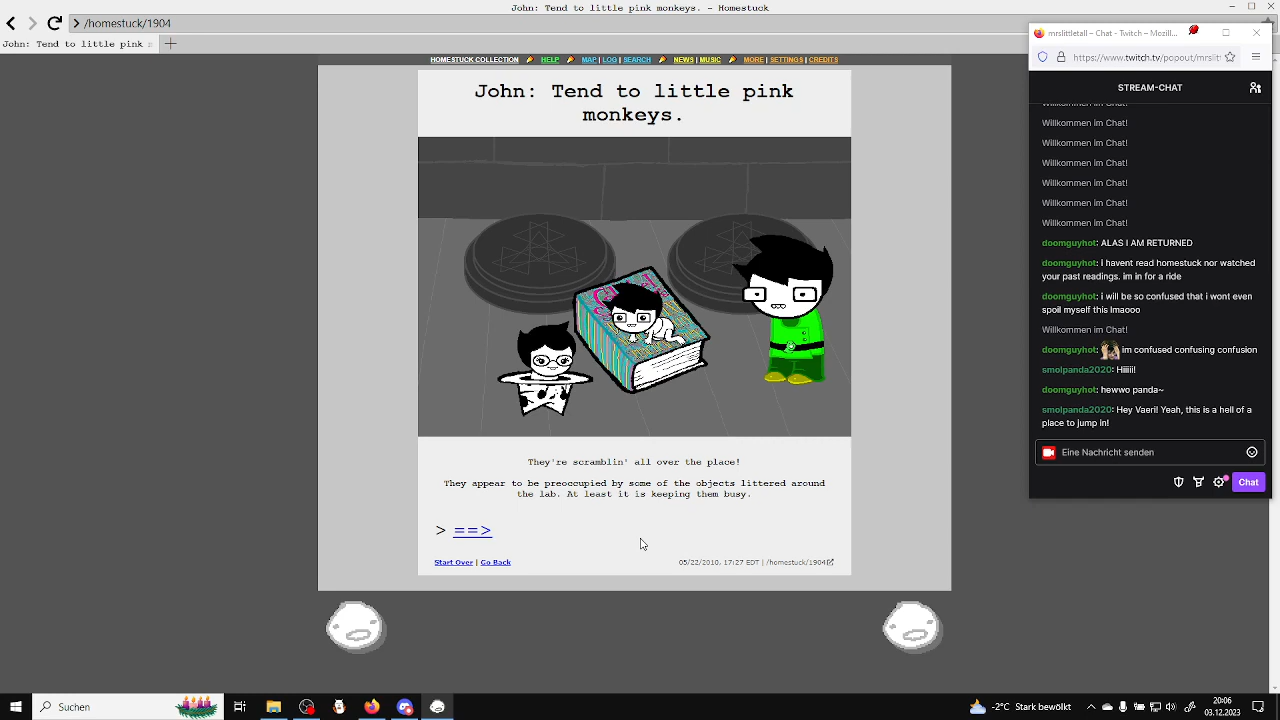 John: Tend to little pink monkeys. – Homestuck
/homestuck/1904
John: Tend to little pink
HOMESTUCK COLLECTION HELP MAP | LOG | SEARCH NEWS | MUSIC MORE | SETTINGS | CREDITS
John: Tend to little pink
monkeys.
They're scramblin' all over the place!
They appear to be preoccupied by some of the objects littered around
the lab. At least it is keeping them busy.
> ==>
Start Over | Go Back
05/22/2010, 17:27 EDT | /homestuck/1904
mrslittletall – Chat - Twitch – Mozill...
https://www.twitch.tv/popout/mrslit
STREAM-CHAT
Willkommen im Chat!
Willkommen im Chat!
Willkommen im Chat!
Willkommen im Chat!
Willkommen im Chat!
Willkommen im Chat!
Willkommen im Chat!
doomguyhot: ALAS I AM RETURNED
doomguyhot: i havent read homestuck nor watched
your past readings. im in for a ride
doomguyhot: i will be so confused that i wont even
spoil myself this lmaooo
Willkommen im Chat!
doomguyhot: im confused confusing confusion
smolpanda2020: Hiiiiii!
doomguyhot: hewwo panda~
smolpanda2020: Hey Vaeri! Yeah, this is a hell of a
place to jump in!
Eine Nachricht senden
Chat
Suchen
-2°C Stark bewölkt
20:06
03.12.2023